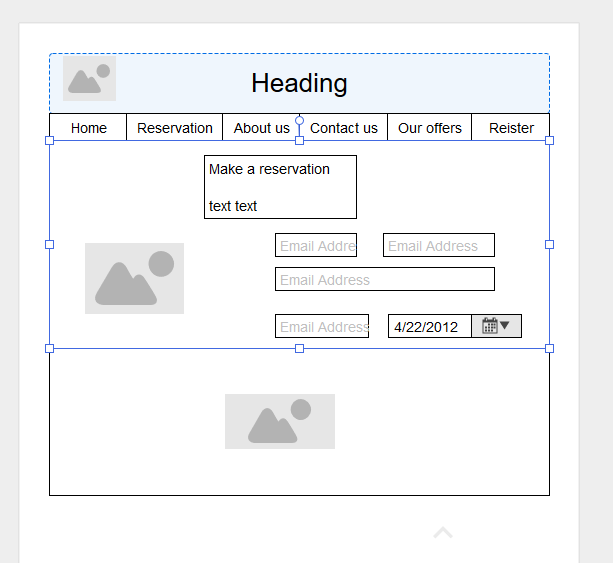 Heading
Home Reservation About us Contact us Our offers Reister
Make a reservation
text text
Email Addre Email Address
Email Address
Email Address 4/22/2012